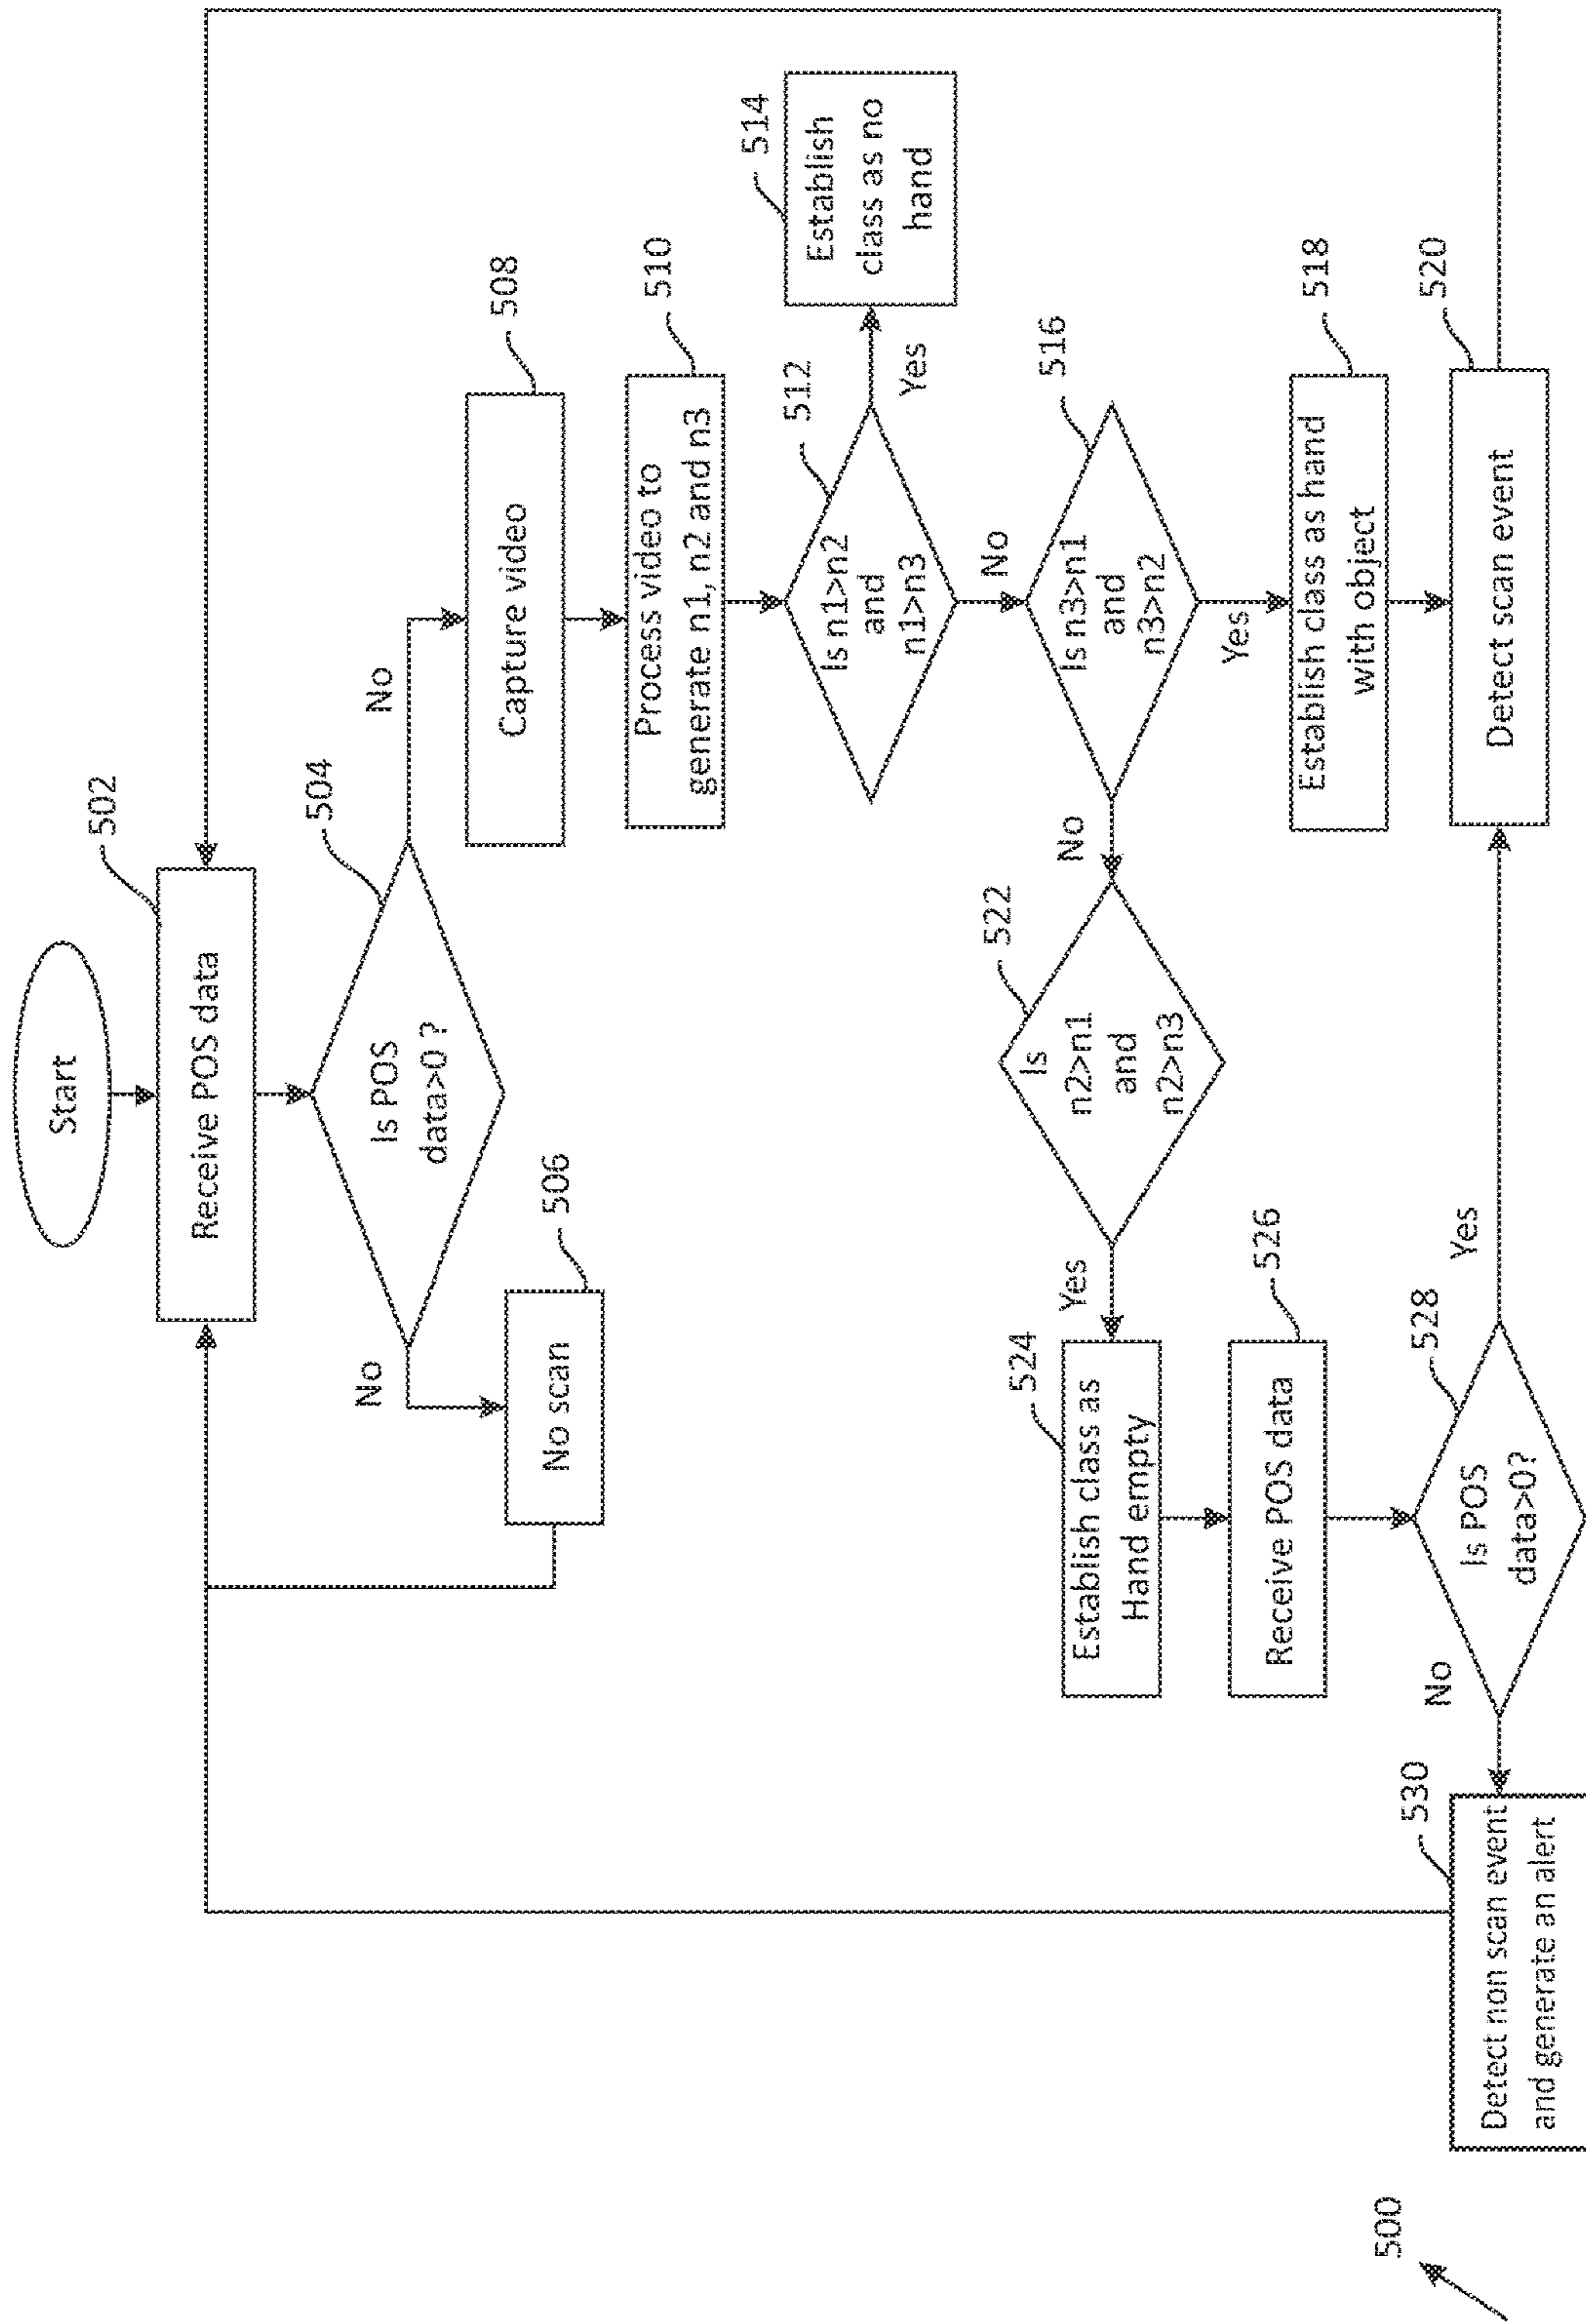 Start
502
Receive POS data
504
Is POS
data>0 ?
No
No
506
No scan
508
Capture video
510
Process video to
generate n1, n2 and n3
512
Is n1>n2
and
n1>n3
Yes
514
Establish
class as no
hand
No
516
Is n3>n1
and
n3>n2
No
Yes
518
Establish class as hand
with object
520
Detect scan event
522
Is
n2>n1
and
n2>n3
Yes
524
Establish class as
Hand empty
526
Receive POS data
528
Is POS
data>0?
Yes
No
530
Detect non scan event
and generate an alert
500